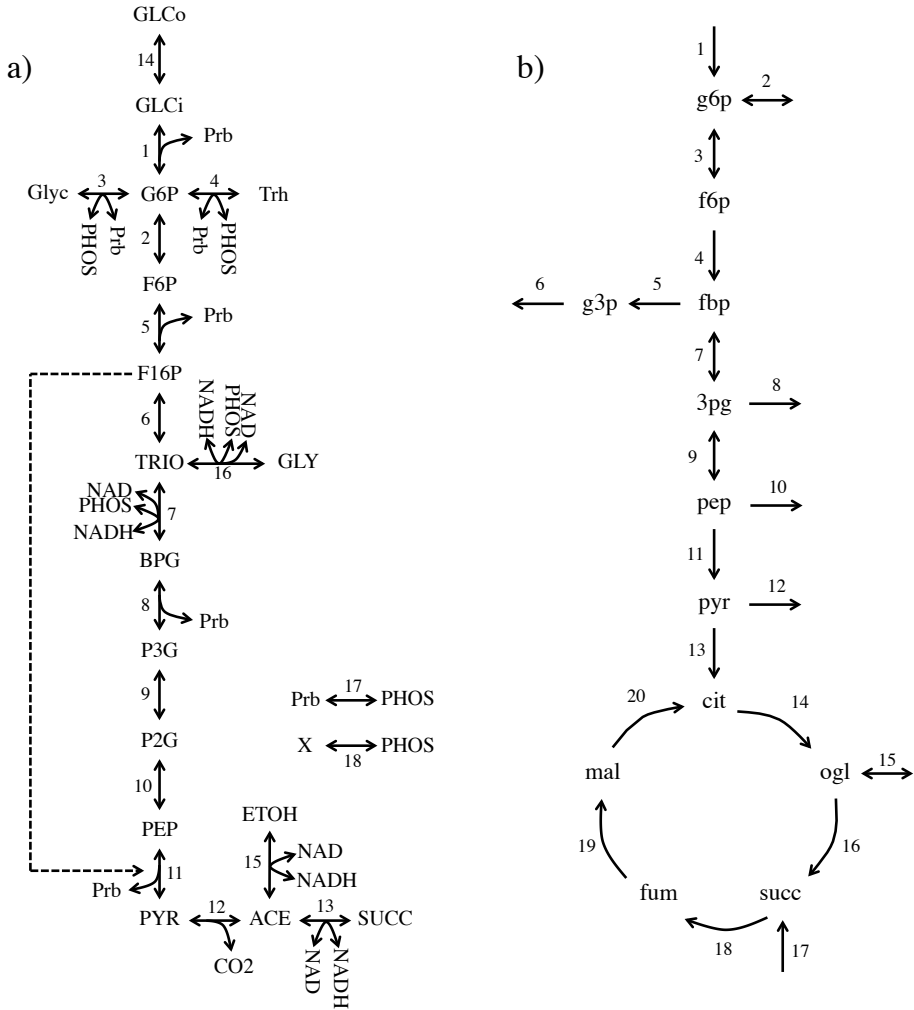 a)
GLCo
14
GLCi
1
Prb
Glyc
3
G6P
4
Trh
PHOS
Prb
Prb
PHOS
2
F6P
5
Prb
F16P
6
NADH
PHOS
NAD
TRIO
16
GLY
NAD
PHOS
NADH
7
BPG
8
Prb
P3G
9
Prb
17
PHOS
P2G
X
18
PHOS
10
PEP
ETOH
11
Prb
15
NAD
NADH
PYR
12
ACE
13
SUCC
CO2
NAD
NADH
b)
1
g6p
2
3
f6p
4
6
g3p
5
fbp
7
3pg
8
9
pep
10
11
pyr
12
13
cit
20
14
mal
ogl
15
19
16
fum
succ
18
17